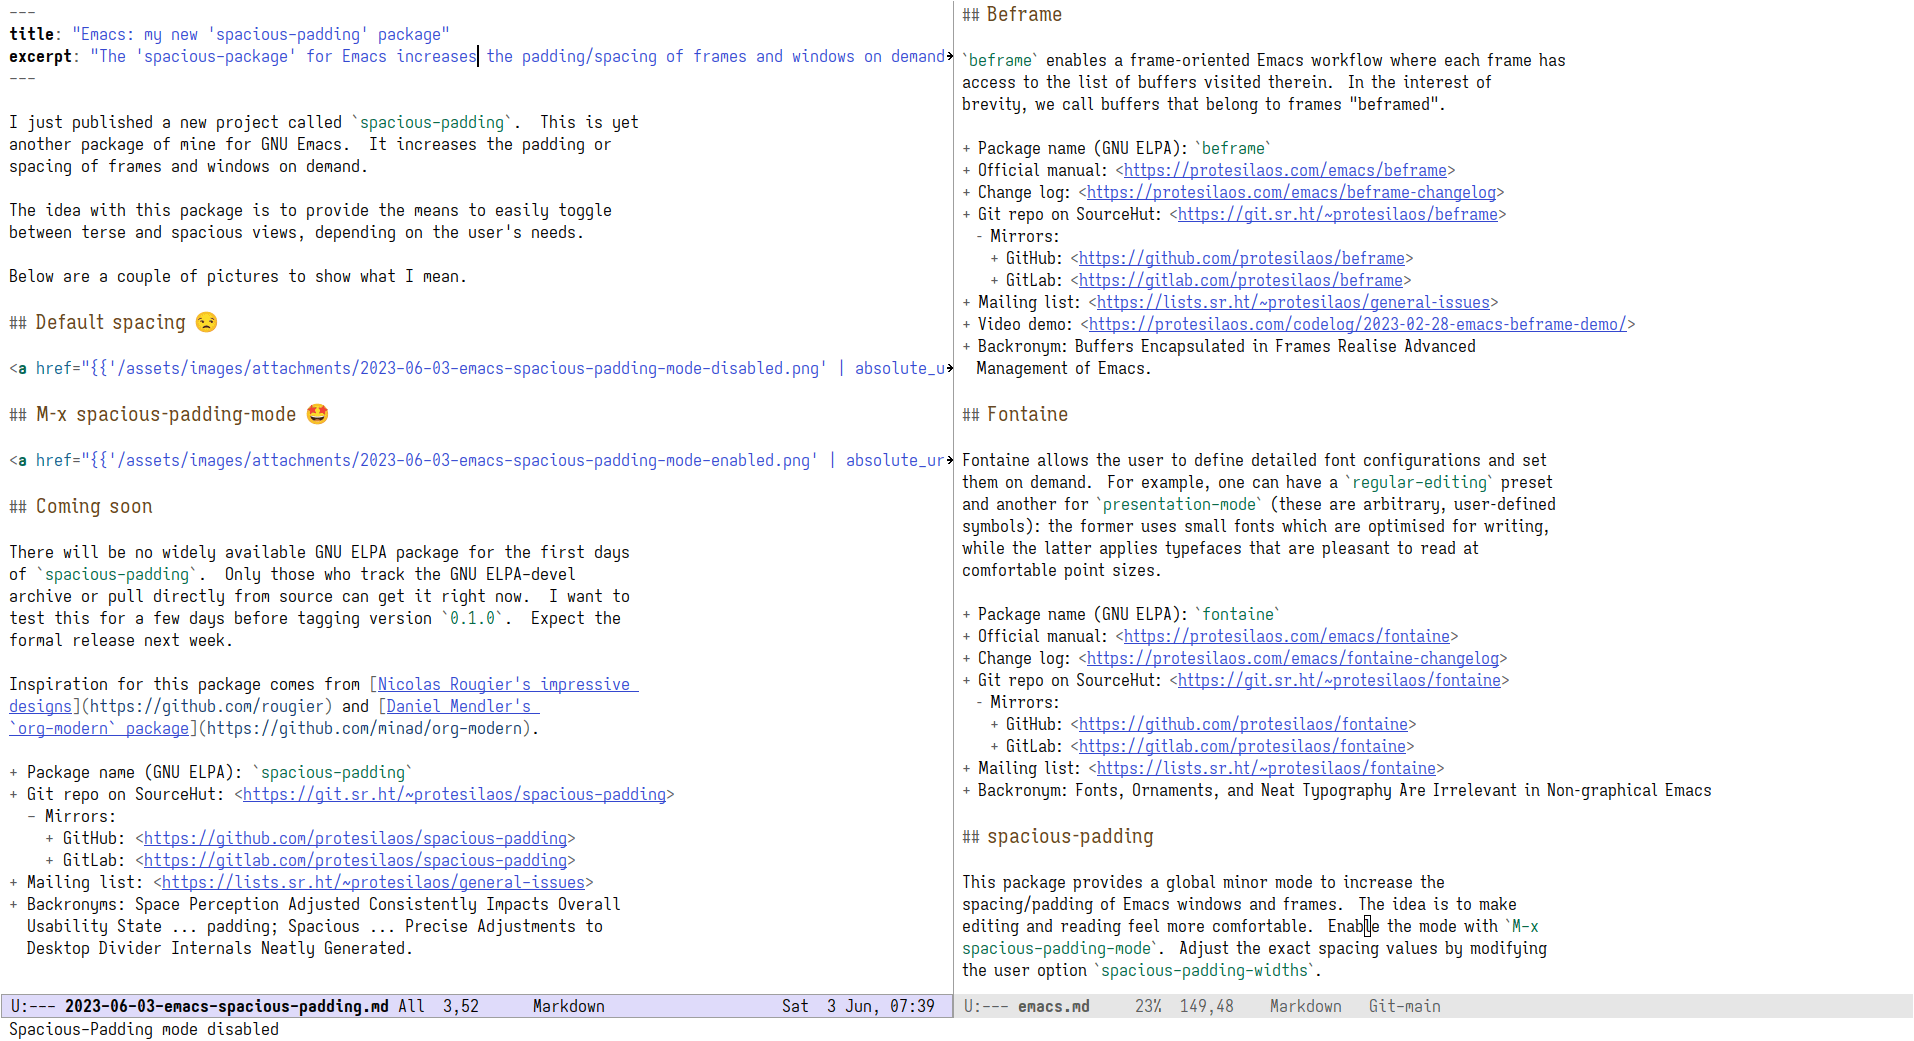 ---
title: "Emacs: my new 'spacious-padding' package"
excerpt: "The 'spacious-package' for Emacs increases the padding/spacing of frames and windows on demand
---

I just published a new project called `spacious-padding`.  This is yet
another package of mine for GNU Emacs.  It increases the padding or
spacing of frames and windows on demand.

The idea with this package is to provide the means to easily toggle
between terse and spacious views, depending on the user's needs.

Below are a couple of pictures to show what I mean.

## Default spacing 😒

<a href="{{'/assets/images/attachments/2023-06-03-emacs-spacious-padding-mode-disabled.png' | absolute_u

## M-x spacious-padding-mode 🤩

<a href="{{'/assets/images/attachments/2023-06-03-emacs-spacious-padding-mode-enabled.png' | absolute_ur

## Coming soon

There will be no widely available GNU ELPA package for the first days
of `spacious-padding`.  Only those who track the GNU ELPA-devel
archive or pull directly from source can get it right now.  I want to
test this for a few days before tagging version `0.1.0`.  Expect the
formal release next week.

Inspiration for this package comes from [Nicolas Rougier's impressive
designs](https://github.com/rougier) and [Daniel Mendler's
`org-modern` package](https://github.com/minad/org-modern).

+ Package name (GNU ELPA): `spacious-padding`
+ Git repo on SourceHut: <https://git.sr.ht/~protesilaos/spacious-padding>
  - Mirrors:
    + GitHub: <https://github.com/protesilaos/spacious-padding>
    + GitLab: <https://gitlab.com/protesilaos/spacious-padding>
+ Mailing list: <https://lists.sr.ht/~protesilaos/general-issues>
+ Backronyms: Space Perception Adjusted Consistently Impacts Overall
  Usability State ... padding; Spacious ... Precise Adjustments to
  Desktop Divider Internals Neatly Generated.

U:--- 2023-06-03-emacs-spacious-padding.md All  3,52      Markdown                    Sat  3 Jun, 07:39
Spacious-Padding mode disabled

## Beframe

`beframe` enables a frame-oriented Emacs workflow where each frame has
access to the list of buffers visited therein.  In the interest of
brevity, we call buffers that belong to frames "beframed".

+ Package name (GNU ELPA): `beframe`
+ Official manual: <https://protesilaos.com/emacs/beframe>
+ Change log: <https://protesilaos.com/emacs/beframe-changelog>
+ Git repo on SourceHut: <https://git.sr.ht/~protesilaos/beframe>
  - Mirrors:
    + GitHub: <https://github.com/protesilaos/beframe>
    + GitLab: <https://gitlab.com/protesilaos/beframe>
+ Mailing list: <https://lists.sr.ht/~protesilaos/general-issues>
+ Video demo: <https://protesilaos.com/codelog/2023-02-28-emacs-beframe-demo/>
+ Backronym: Buffers Encapsulated in Frames Realise Advanced
  Management of Emacs.

## Fontaine

Fontaine allows the user to define detailed font configurations and set
them on demand.  For example, one can have a `regular-editing` preset
and another for `presentation-mode` (these are arbitrary, user-defined
symbols): the former uses small fonts which are optimised for writing,
while the latter applies typefaces that are pleasant to read at
comfortable point sizes.

+ Package name (GNU ELPA): `fontaine`
+ Official manual: <https://protesilaos.com/emacs/fontaine>
+ Change log: <https://protesilaos.com/emacs/fontaine-changelog>
+ Git repo on SourceHut: <https://git.sr.ht/~protesilaos/fontaine>
  - Mirrors:
    + GitHub: <https://github.com/protesilaos/fontaine>
    + GitLab: <https://gitlab.com/protesilaos/fontaine>
+ Mailing list: <https://lists.sr.ht/~protesilaos/fontaine>
+ Backronym: Fonts, Ornaments, and Neat Typography Are Irrelevant in Non-graphical Emacs

## spacious-padding

This package provides a global minor mode to increase the
spacing/padding of Emacs windows and frames.  The idea is to make
editing and reading feel more comfortable.  Enable the mode with `M-x
spacious-padding-mode`.  Adjust the exact spacing values by modifying
the user option `spacious-padding-widths`.

U:--- emacs.md     23%  149,48    Markdown   Git-main